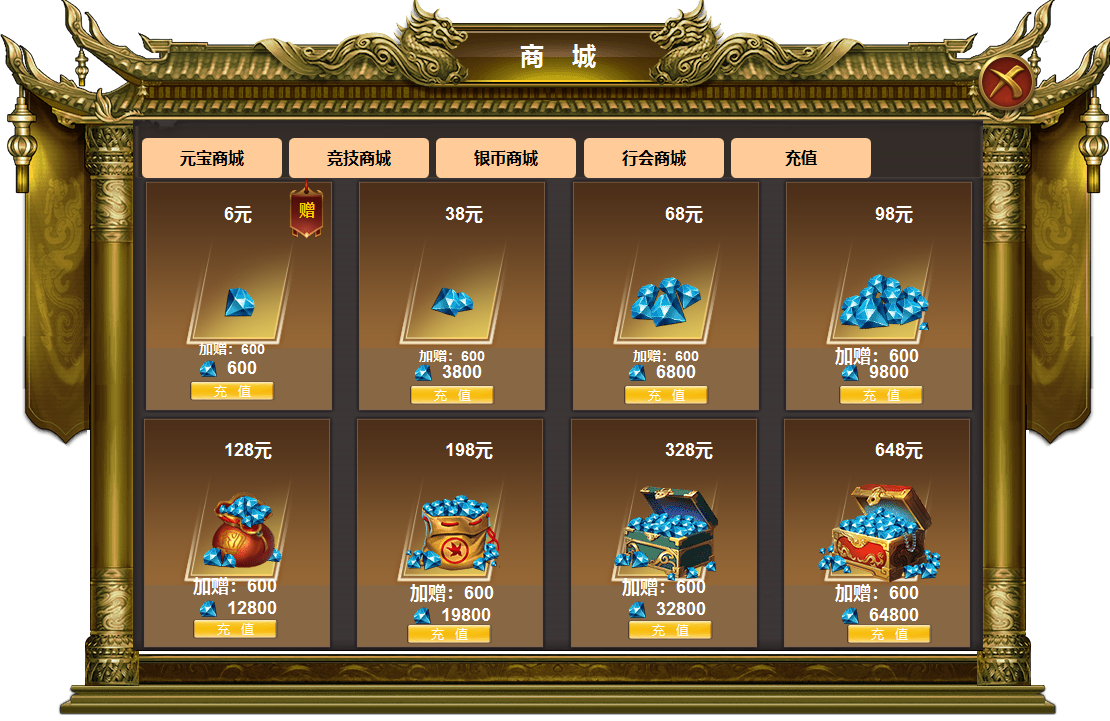 商 城
元宝商城
竞技商城
银币商城
行会商城
充值
6元
赠
加赠：600
600
充 值
38元
加赠：600
3800
充 值
68元
加赠：600
6800
充 值
98元
加赠：600
9800
充 值
128元
加赠：600
12800
充 值
198元
加赠：600
19800
充 值
328元
加赠：600
32800
充 值
648元
加赠：600
64800
充 值